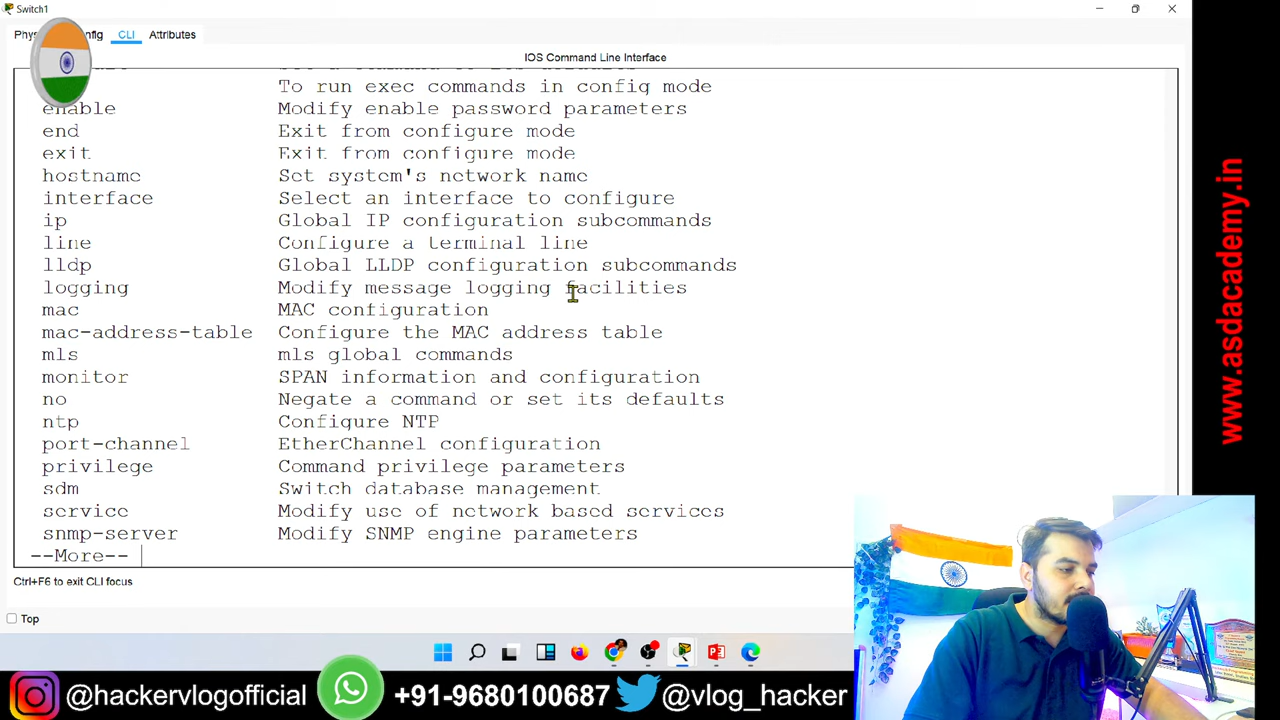 Switch1
CLI
Attributes
IOS Command Line Interface
To run exec commands in config mode
enable Modify enable password parameters
end Exit from configure mode
exit Exit from configure mode
hostname Set system's network name
interface Select an interface to configure
ip Global IP configuration subcommands
line Configure a terminal line
lldp Global LLDP configuration subcommands
logging Modify message logging facilities
mac MAC configuration
mac-address-table Configure the MAC address table
mls mls global commands
monitor SPAN information and configuration
no Negate a command or set its defaults
ntp Configure NTP
port-channel EtherChannel configuration
privilege Command privilege parameters
sdm Switch database management
service Modify use of network based services
snmp-server Modify SNMP engine parameters
--More--
Ctrl+F6 to exit CLI focus
Top
www.asdacademy.in
@hackervlogofficial +91-9680100687 @vlog_hacker